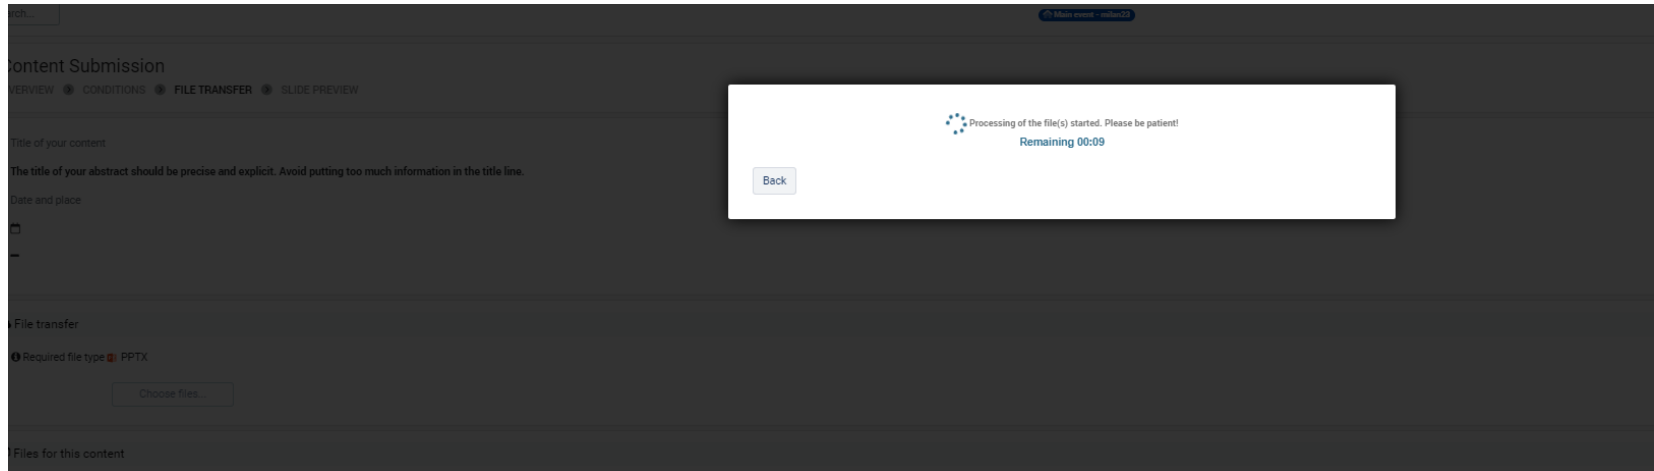 arch...
Main event - milan23
Content Submission
VERVIEW CONDITIONS FILE TRANSFER SLIDE PREVIEW
Processing of the file(s) started. Please be patient!
Remaining 00:09
Back
Title of your content
The title of your abstract should be precise and explicit. Avoid putting too much information in the title line.
Date and place
File transfer
Required file type PPTX
Choose files...
Files for this content